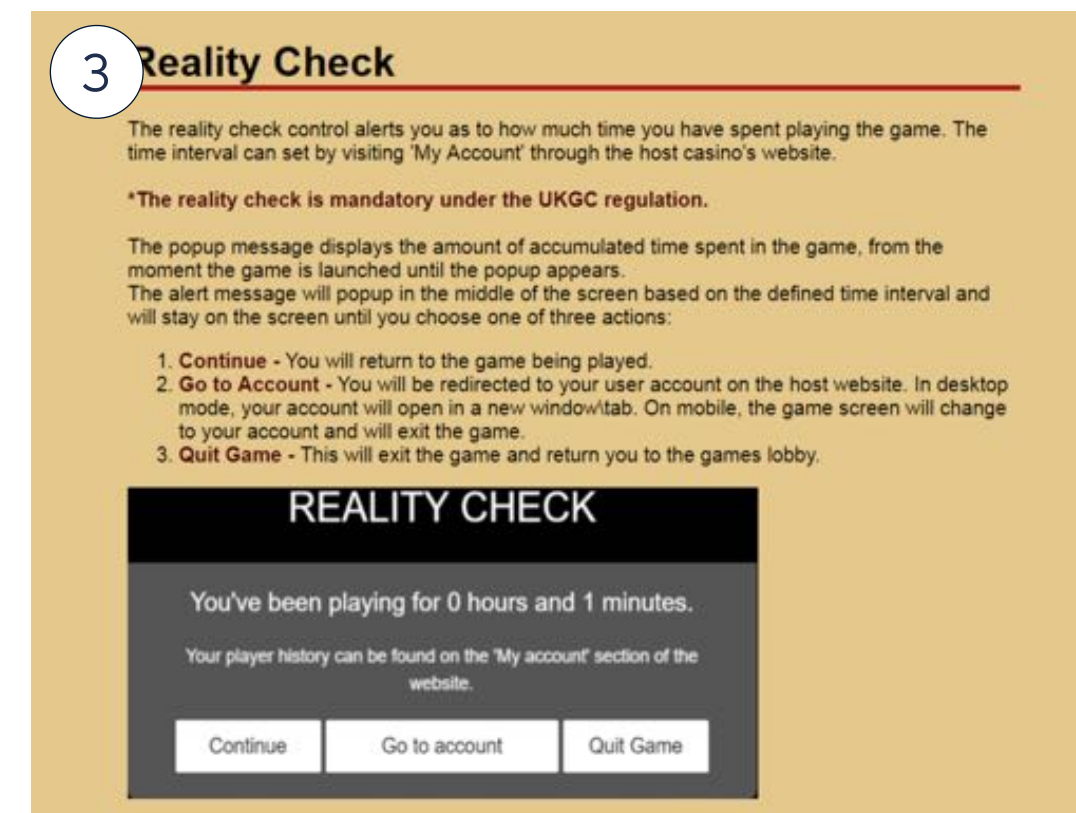 3
Reality Check
The reality check control alerts you as to how much time you have spent playing the game. The
time interval can set by visiting 'My Account' through the host casino's website.
*The reality check is mandatory under the UKGC regulation.
The popup message displays the amount of accumulated time spent in the game, from the
moment the game is launched until the popup appears.
The alert message will popup in the middle of the screen based on the defined time interval and
will stay on the screen until you choose one of three actions:
1. Continue - You will return to the game being played.
2. Go to Account - You will be redirected to your user account on the host website. In desktop
mode, your account will open in a new window\tab. On mobile, the game screen will change
to your account and will exit the game.
3. Quit Game - This will exit the game and return you to the games lobby.
REALITY CHECK
You've been playing for 0 hours and 1 minutes.
Your player history can be found on the 'My account' section of the
website.
Continue Go to account Quit Game